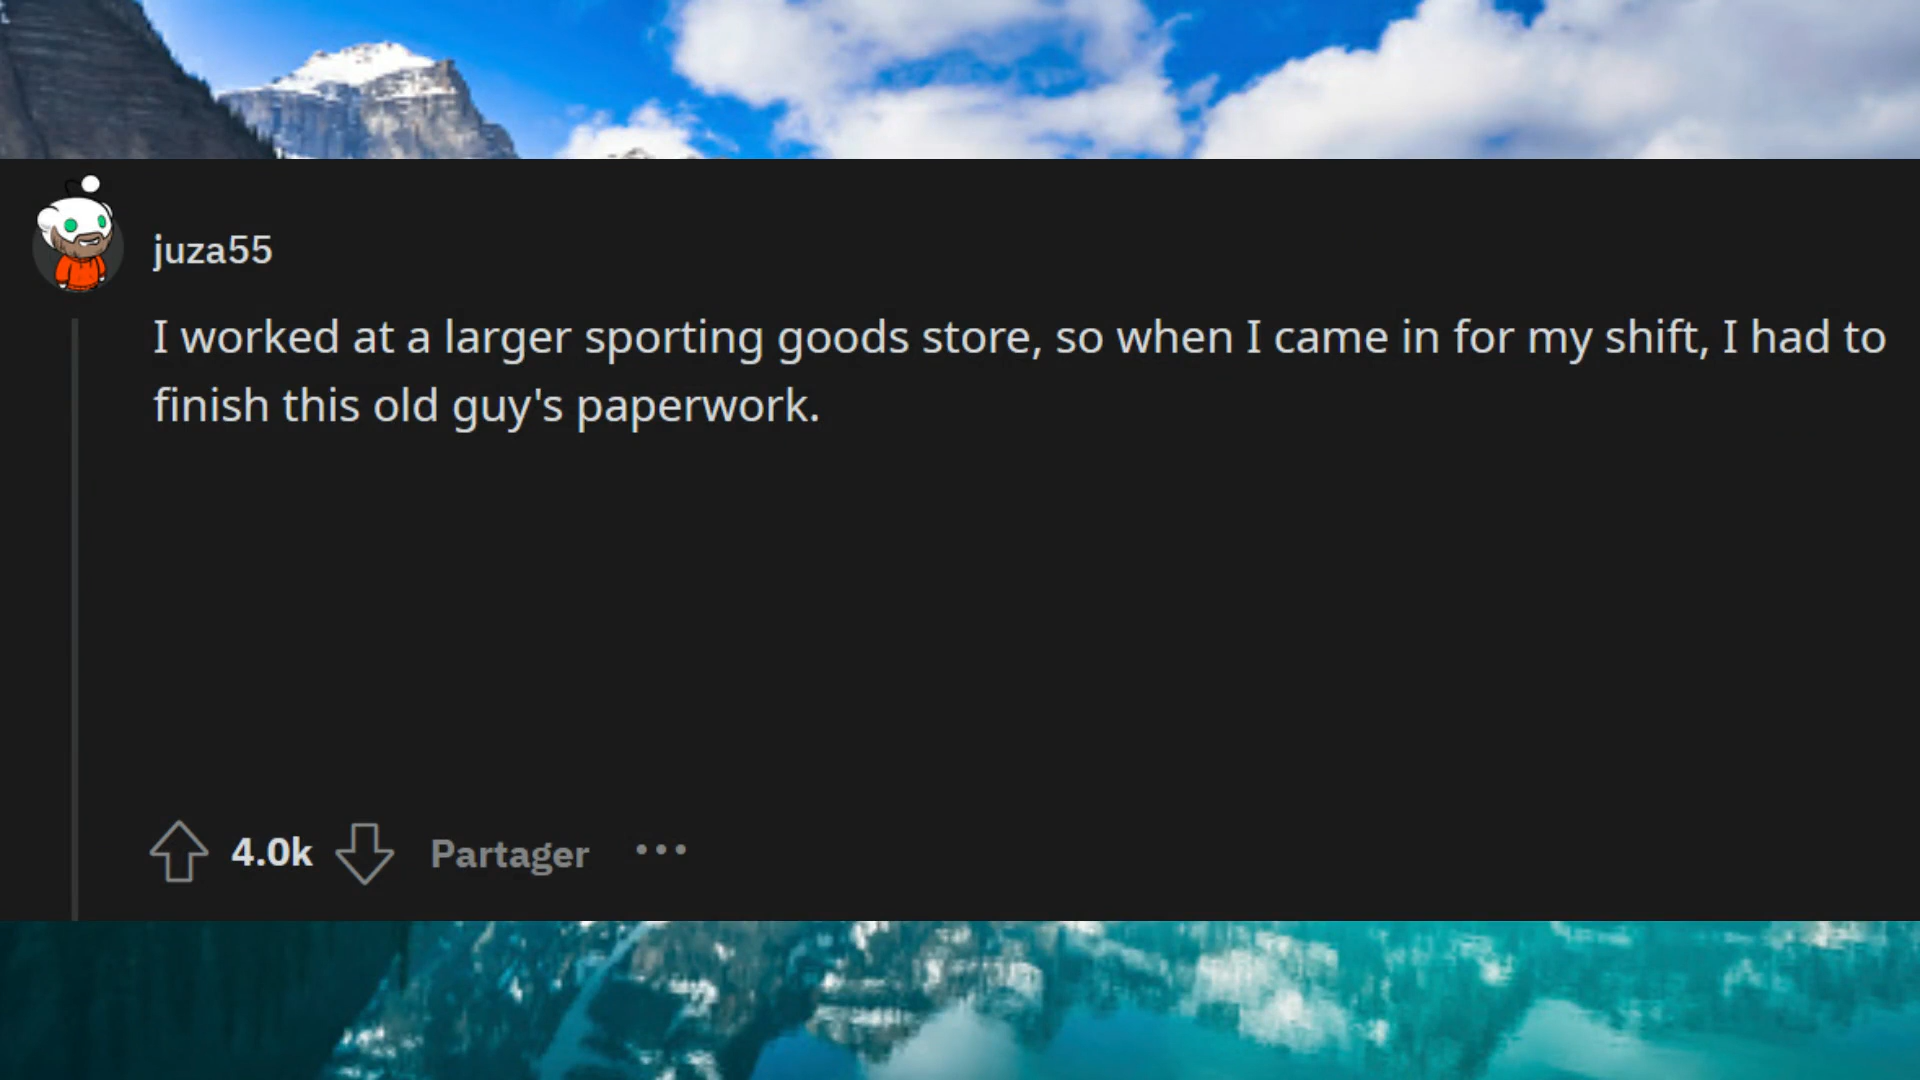 juza55
I worked at a larger sporting goods store, so when I came in for my shift, I had to
finish this old guy's paperwork.
4.0k Partager ...